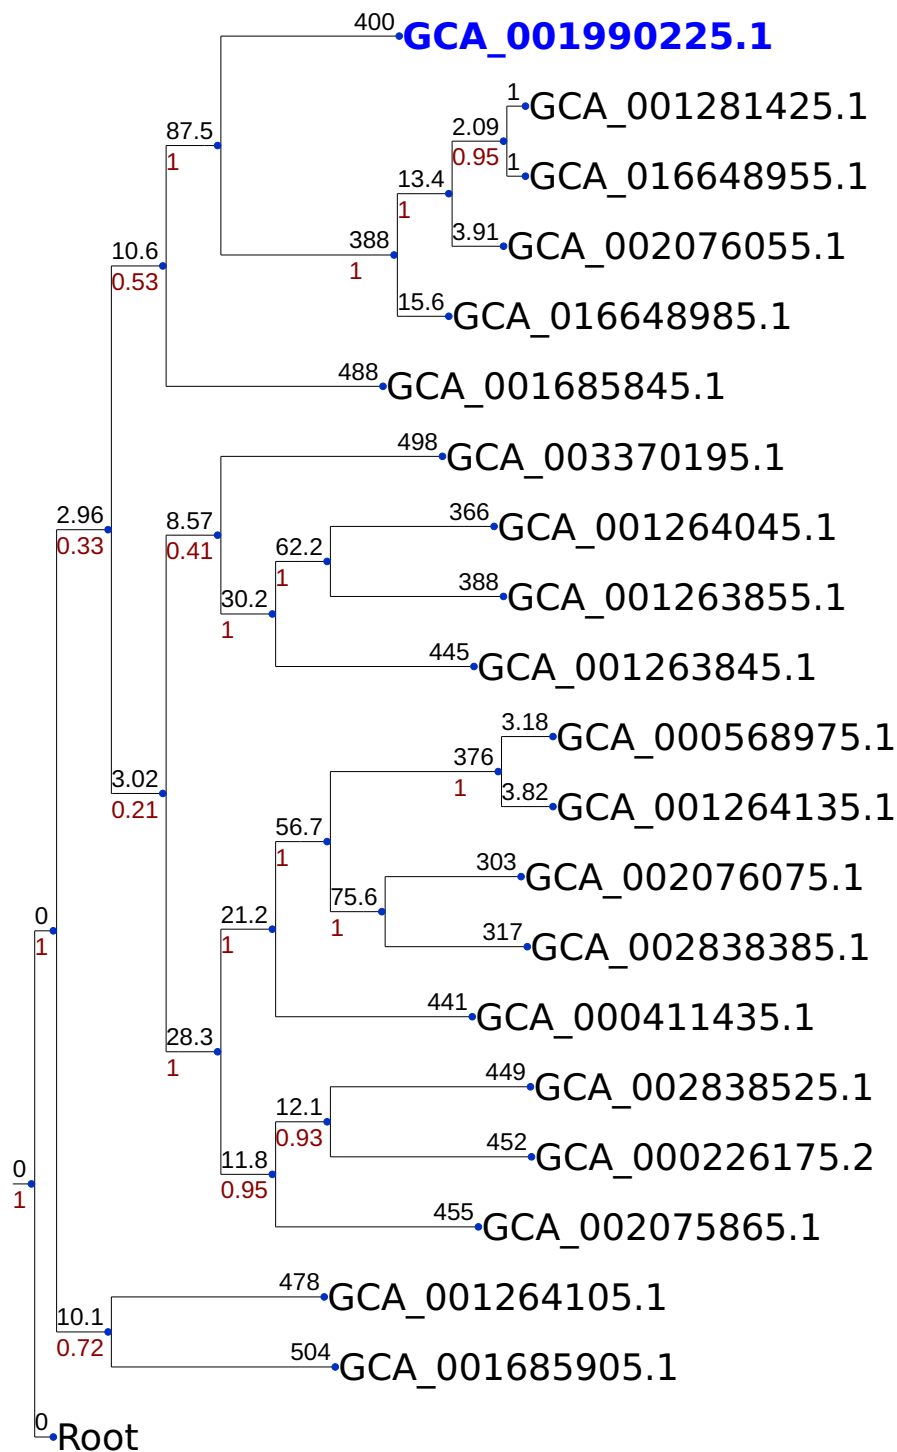 400 GCA_001990225.1
1 GCA_001281425.1
87.5 2.09
1 0.95 1 GCA_016648955.1
13.4
1
10.6 388 3.91 GCA_002076055.1
0.53 1
15.6 GCA_016648985.1
488 GCA_001685845.1
498 GCA_003370195.1
2.96 8.57 366 GCA_001264045.1
0.33 0.41 62.2
1 388 GCA_001263855.1
30.2
1
445 GCA_001263845.1
3.18 GCA_000568975.1
3.02 376
0.21 1 3.82 GCA_001264135.1
56.7
1 303 GCA_002076075.1
75.6
0 21.2 1 317 GCA_002838385.1
1 1
441 GCA_000411435.1
28.3
1 449 GCA_002838525.1
12.1
0.93 452 GCA_000226175.2
0 11.8
1 0.95
455 GCA_002075865.1
478 GCA_001264105.1
10.1
0.72 504 GCA_001685905.1
0 Root